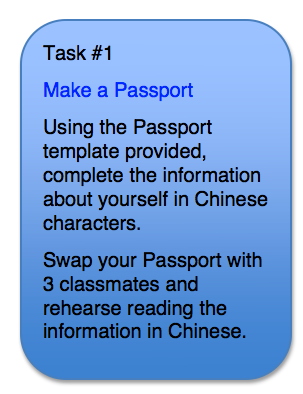 Task #1
Make a Passport
Using the Passport
template provided,
complete the information
about yourself in Chinese
characters.
Swap your Passport with
3 classmates and
rehearse reading the
information in Chinese.